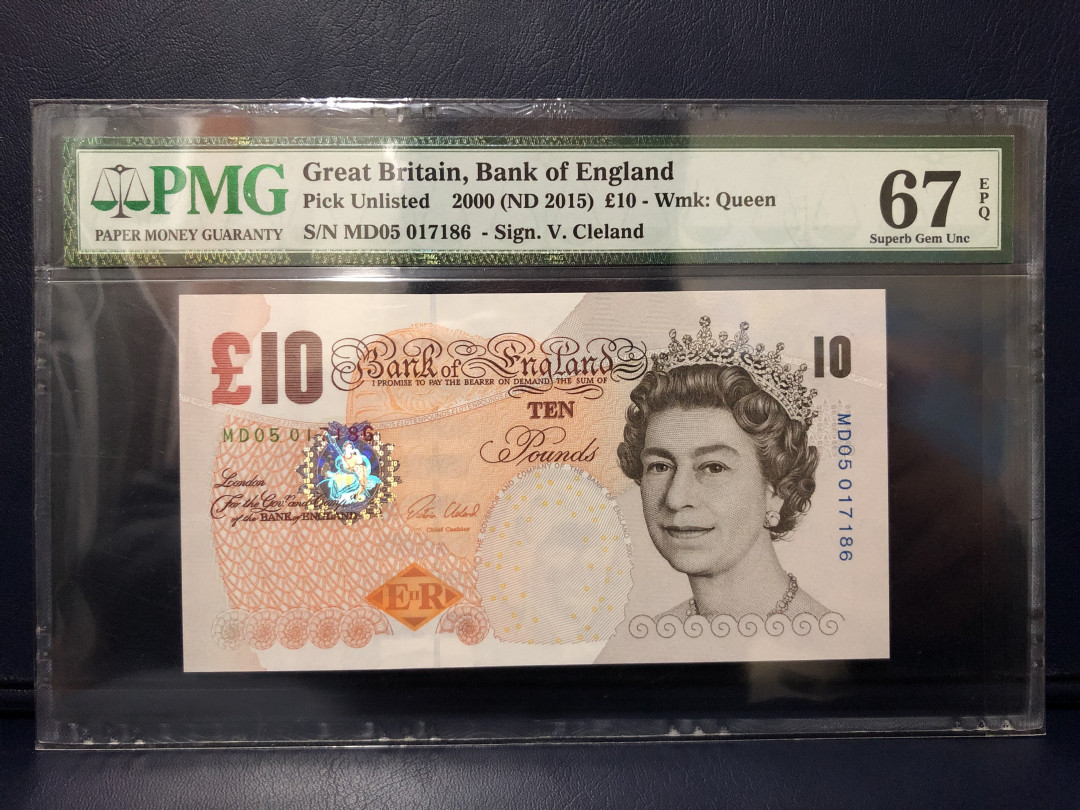 PMG
PAPER MONEY GUARANTY
Great Britain, Bank of England
Pick Unlisted 2000 (ND 2015) £10 - Wmk: Queen
S/N MD05 017186 - Sign. V. Cleland
67
EPQ
Superb Gem Unc
£10
Bank of England
I PROMISE TO PAY THE BEARER ON DEMAND THE SUM OF
TEN
Pounds
10
MD05 017186
London
For the Gov.r and Comp.a
of the BANK of ENGLAND
Chief Cashier
EIIR
MD05 017186